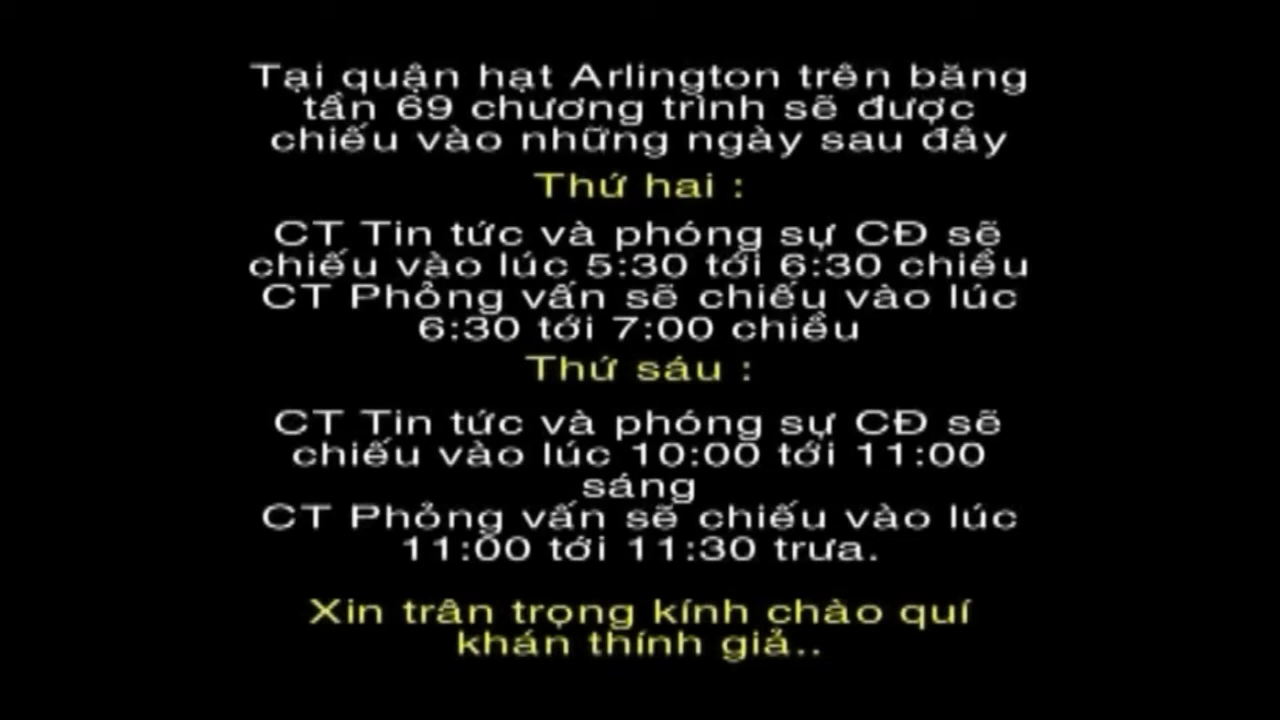 Tại quận hạt Arlington trên băng
tần 69 chương trình sẽ được
chiếu vào những ngày sau đây
Thứ hai :
CT Tin tức và phóng sự CĐ sẽ
chiếu vào lúc 5:30 tới 6:30 chiều
CT Phỏng vấn sẽ chiếu vào lúc
6:30 tới 7:00 chiều
Thứ sáu :
CT Tin tức và phóng sự CĐ sẽ
chiếu vào lúc 10:00 tới 11:00
sáng
CT Phỏng vấn sẽ chiếu vào lúc
11:00 tới 11:30 trưa.
Xin trân trọng kính chào quí
khán thính giả..